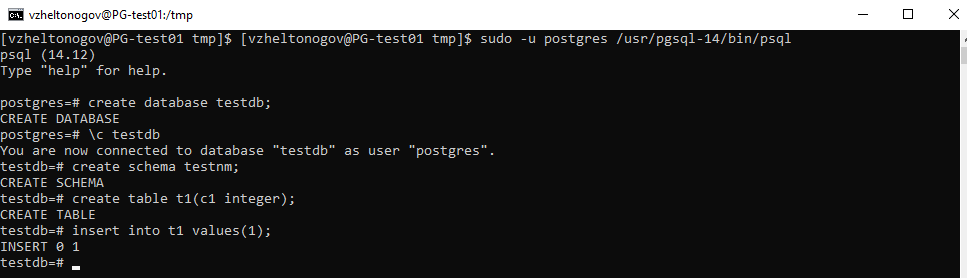 vzheltonogov@PG-test01:/tmp
[vzheltonogov@PG-test01 tmp]$ [vzheltonogov@PG-test01 tmp]$ sudo -u postgres /usr/pgsql-14/bin/psql
psql (14.12)
Type "help" for help.

postgres=# create database testdb;
CREATE DATABASE
postgres=# \c testdb
You are now connected to database "testdb" as user "postgres".
testdb=# create schema testnm;
CREATE SCHEMA
testdb=# create table t1(c1 integer);
CREATE TABLE
testdb=# insert into t1 values(1);
INSERT 0 1
testdb=#